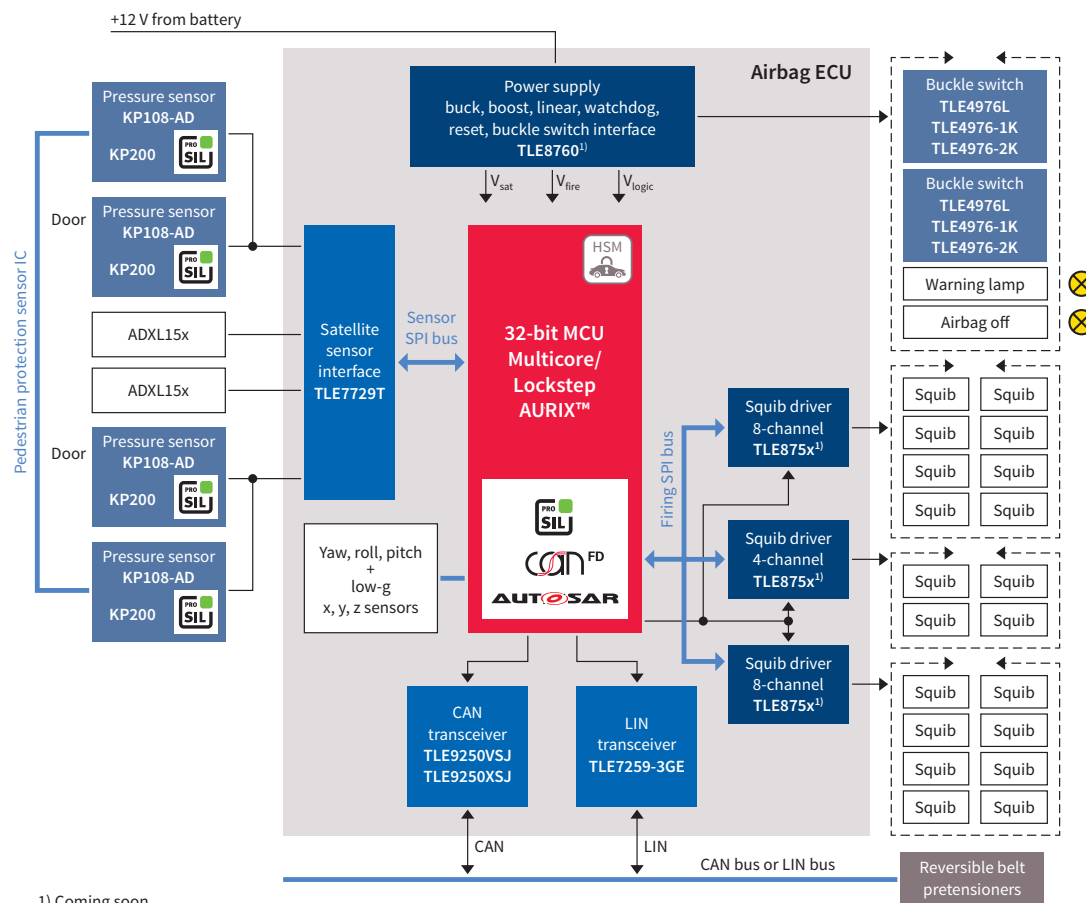 +12 V from battery
Airbag ECU
Power supply
buck, boost, linear, watchdog,
reset, buckle switch interface
TLE8760¹⁾
Vsat
Vfire
Vlogic
Pedestrian protection sensor IC
Pressure sensor
KP108-AD
KP200
PRO
SIL
Door
Pressure sensor
KP108-AD
KP200
PRO
SIL
ADXL15x
ADXL15x
Door
Pressure sensor
KP108-AD
KP200
PRO
SIL
Pressure sensor
KP108-AD
KP200
PRO
SIL
Satellite
sensor
interface
TLE7729T
Sensor
SPI bus
HSM
32-bit MCU
Multicore/
Lockstep
AURIX™
PRO
SIL
CAN FD
AUTOSAR
Yaw, roll, pitch
+
low-g
x, y, z sensors
Firing SPI bus
Squib driver
8-channel
TLE875x¹⁾
Squib driver
4-channel
TLE875x¹⁾
Squib driver
8-channel
TLE875x¹⁾
CAN
transceiver
TLE9250VSJ
TLE9250XSJ
LIN
transceiver
TLE7259-3GE
Buckle switch
TLE4976L
TLE4976-1K
TLE4976-2K
Buckle switch
TLE4976L
TLE4976-1K
TLE4976-2K
Warning lamp
Airbag off
Squib Squib
Squib Squib
Squib Squib
Squib Squib
Squib Squib
Squib Squib
Squib Squib
Squib Squib
Squib Squib
Squib Squib
CAN
LIN
CAN bus or LIN bus
Reversible belt
pretensioners
1) Coming soon